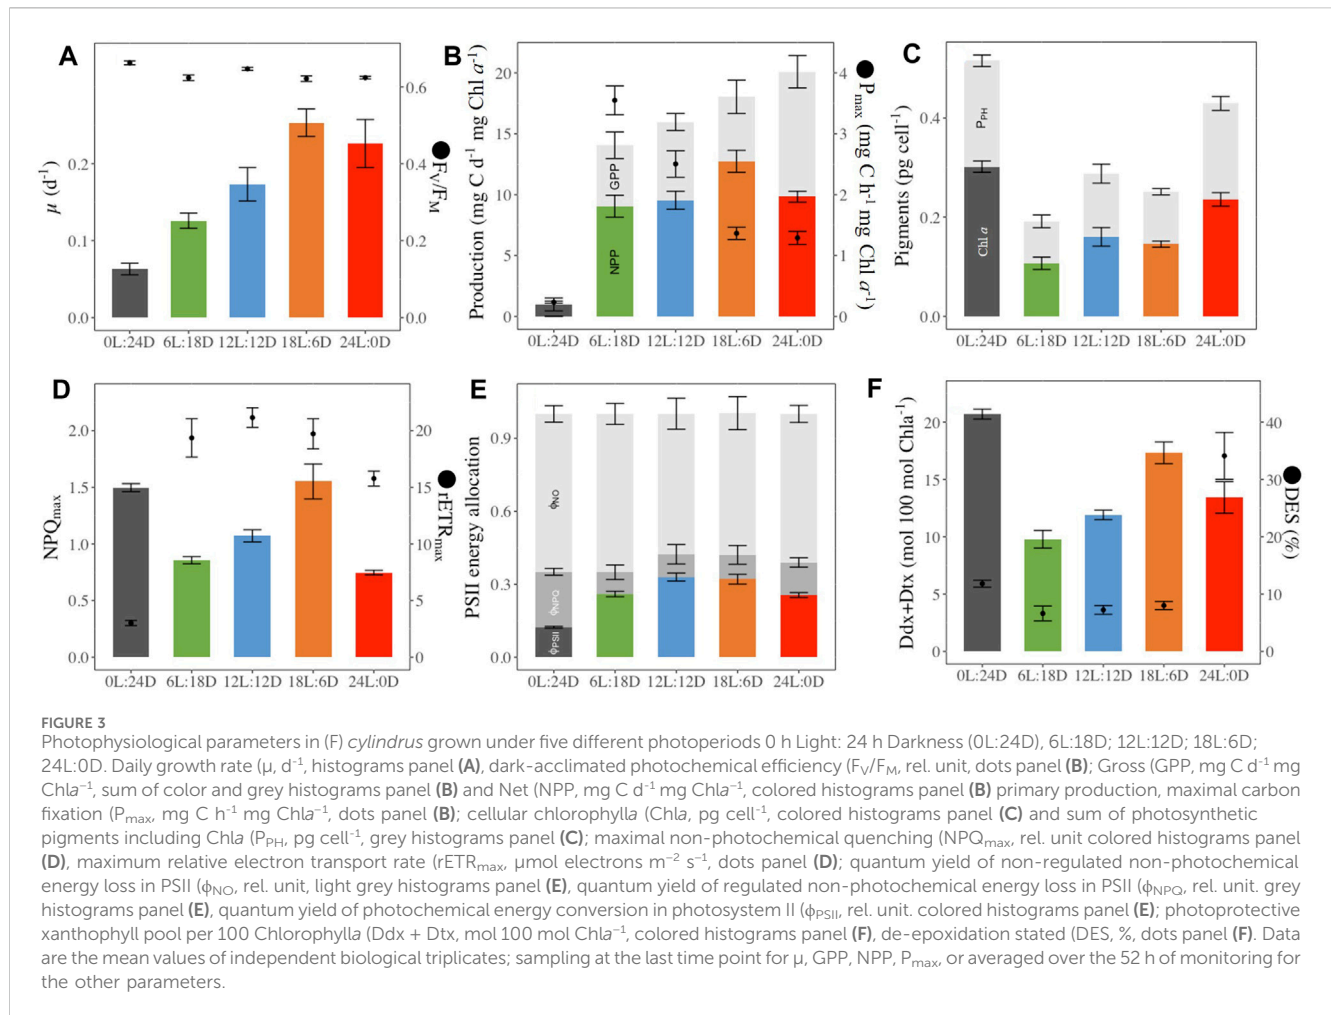 A
μ (d⁻¹)
0.2
0.1
0.0
0.6
0.4
0.2
0.0
● Fᵥ/Fₘ
0L:24D 6L:18D 12L:12D 18L:6D 24L:0D
B
Production (mg C d⁻¹ mg Chl a⁻¹)
20
15
10
5
0
GPP
NPP
4
3
2
1
0
● Pmax (mg C h⁻¹ mg Chl a⁻¹)
0L:24D 6L:18D 12L:12D 18L:6D 24L:0D
C
Pigments (pg cell⁻¹)
0.4
0.2
0.0
P_PH
Chl a
0L:24D 6L:18D 12L:12D 18L:6D 24L:0D
D
NPQmax
2.0
1.5
1.0
0.5
0.0
20
15
10
5
0
● rETRmax
0L:24D 6L:18D 12L:12D 18L:6D 24L:0D
E
PSII energy allocation
0.9
0.6
0.3
0.0
ϕNO
ϕNPQ
ϕPSII
0L:24D 6L:18D 12L:12D 18L:6D 24L:0D
F
Ddx+Dtx (mol 100 mol Chla⁻¹)
20
15
10
5
0
40
30
20
10
0
● DES (%)
0L:24D 6L:18D 12L:12D 18L:6D 24L:0D
FIGURE 3
Photophysiological parameters in (F) cylindrus grown under five different photoperiods 0 h Light: 24 h Darkness (0L:24D), 6L:18D; 12L:12D; 18L:6D;
24L:0D. Daily growth rate (μ, d⁻¹, histograms panel (A), dark-acclimated photochemical efficiency (Fᵥ/Fₘ, rel. unit, dots panel (B); Gross (GPP, mg C d⁻¹ mg
Chla⁻¹, sum of color and grey histograms panel (B) and Net (NPP, mg C d⁻¹ mg Chla⁻¹, colored histograms panel (B) primary production, maximal carbon
fixation (Pmax, mg C h⁻¹ mg Chla⁻¹, dots panel (B); cellular chlorophylla (Chla, pg cell⁻¹, colored histograms panel (C) and sum of photosynthetic
pigments including Chla (P_PH, pg cell⁻¹, grey histograms panel (C); maximal non-photochemical quenching (NPQmax, rel. unit colored histograms panel
(D), maximum relative electron transport rate (rETRmax, μmol electrons m⁻² s⁻¹, dots panel (D); quantum yield of non-regulated non-photochemical
energy loss in PSII (ϕNO, rel. unit, light grey histograms panel (E), quantum yield of regulated non-photochemical energy loss in PSII (ϕNPQ, rel. unit. grey
histograms panel (E), quantum yield of photochemical energy conversion in photosystem II (ϕPSII, rel. unit. colored histograms panel (E); photoprotective
xanthophyll pool per 100 Chlorophylla (Ddx + Dtx, mol 100 mol Chla⁻¹, colored histograms panel (F), de-epoxidation stated (DES, %, dots panel (F). Data
are the mean values of independent biological triplicates; sampling at the last time point for μ, GPP, NPP, Pmax, or averaged over the 52 h of monitoring for
the other parameters.